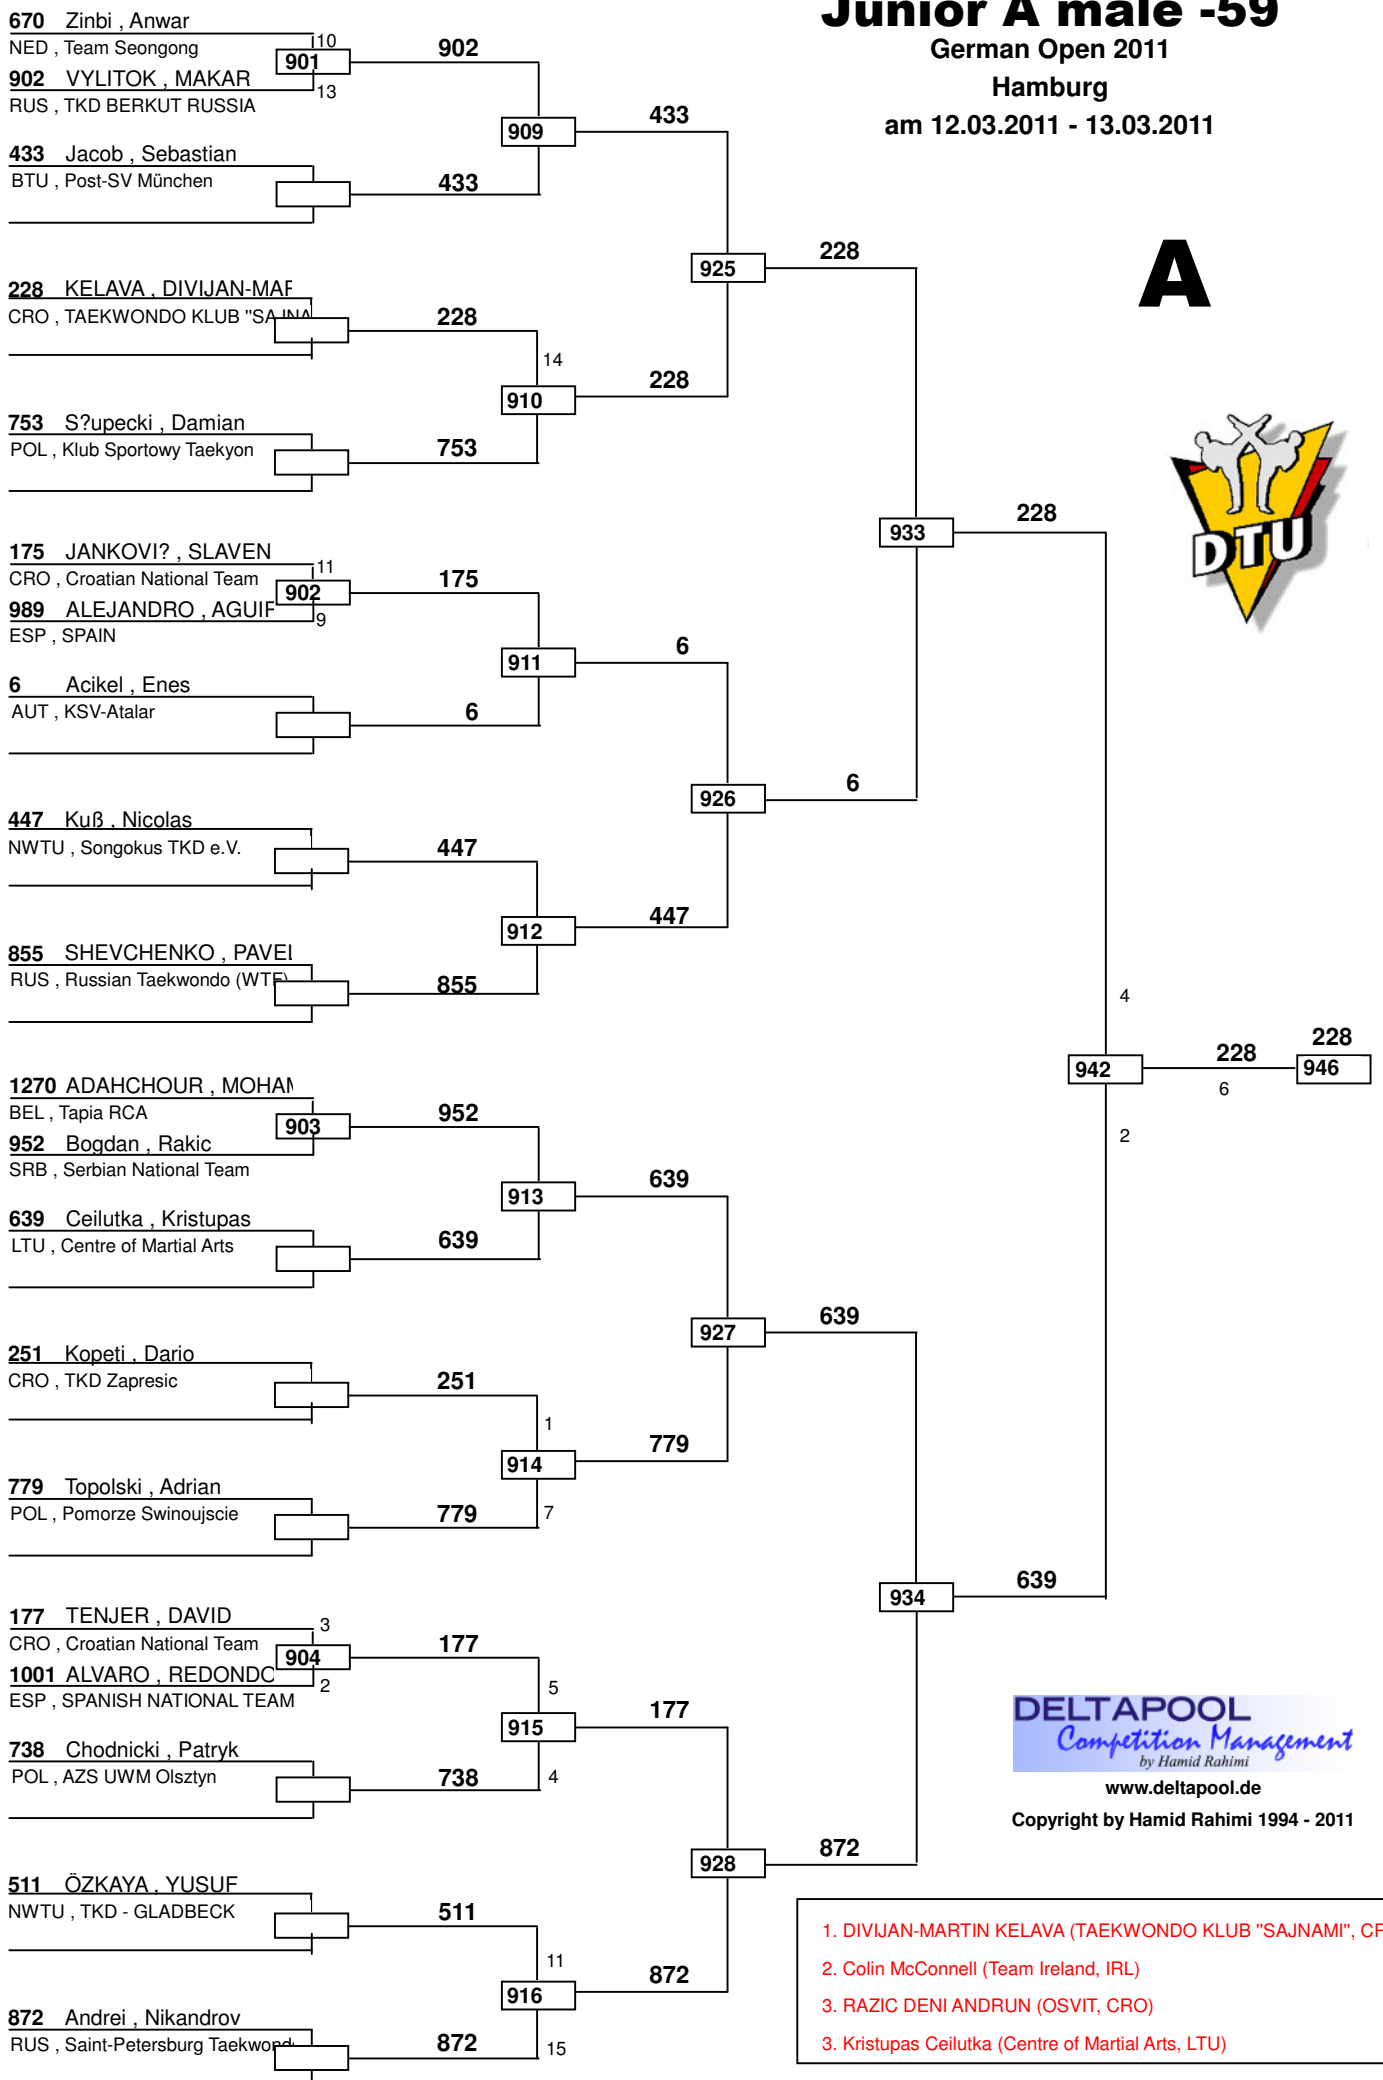 Junior A male -59
German Open 2011
Hamburg
am 12.03.2011 - 13.03.2011
A
670 Zinbi , Anwar
NED , Team Seongong
10
901
902
902 VYLITOK , MAKAR
13
RUS , TKD BERKUT RUSSIA
909
433
433 Jacob , Sebastian
BTU , Post-SV München
433
925
228
228 KELAVA , DIVIJAN-MAR
CRO , TAEKWONDO KLUB "SAJNA
228
14
910
228
753 S?upecki , Damian
POL , Klub Sportowy Taekyon
753
933
228
DTU
175 JANKOVI? , SLAVEN
CRO , Croatian National Team
11
902
175
989 ALEJANDRO , AGUIR
9
ESP , SPAIN
911
6
6 Acikel , Enes
AUT , KSV-Atalar
6
926
6
447 Kuß , Nicolas
NWTU , Songokus TKD e.V.
447
912
447
855 SHEVCHENKO , PAVEL
RUS , Russian Taekwondo (WTF)
855
4
942
228
6
228
946
2
1270 ADAHCHOUR , MOHAM
BEL , Tapia RCA
903
952
952 Bogdan , Rakic
SRB , Serbian National Team
913
639
639 Ceilutka , Kristupas
LTU , Centre of Martial Arts
639
927
639
251 Kopeti , Dario
CRO , TKD Zapresic
251
1
914
779
779 Topolski , Adrian
POL , Pomorze Swinoujscie
779
7
934
639
177 TENJER , DAVID
CRO , Croatian National Team
3
904
177
1001 ALVARO , REDONDO
2
ESP , SPANISH NATIONAL TEAM
5
915
177
738 Chodnicki , Patryk
POL , AZS UWM Olsztyn
738
4
928
872
511 ÖZKAYA , YUSUF
NWTU , TKD - GLADBECK
511
11
916
872
872 Andrei , Nikandrov
RUS , Saint-Petersburg Taekwond
872
15
DELTAPOOL
Competition Management
by Hamid Rahimi
www.deltapool.de
Copyright by Hamid Rahimi 1994 - 2011
1. DIVIJAN-MARTIN KELAVA (TAEKWONDO KLUB "SAJNAMI", CR
2. Colin McConnell (Team Ireland, IRL)
3. RAZIC DENI ANDRUN (OSVIT, CRO)
3. Kristupas Ceilutka (Centre of Martial Arts, LTU)